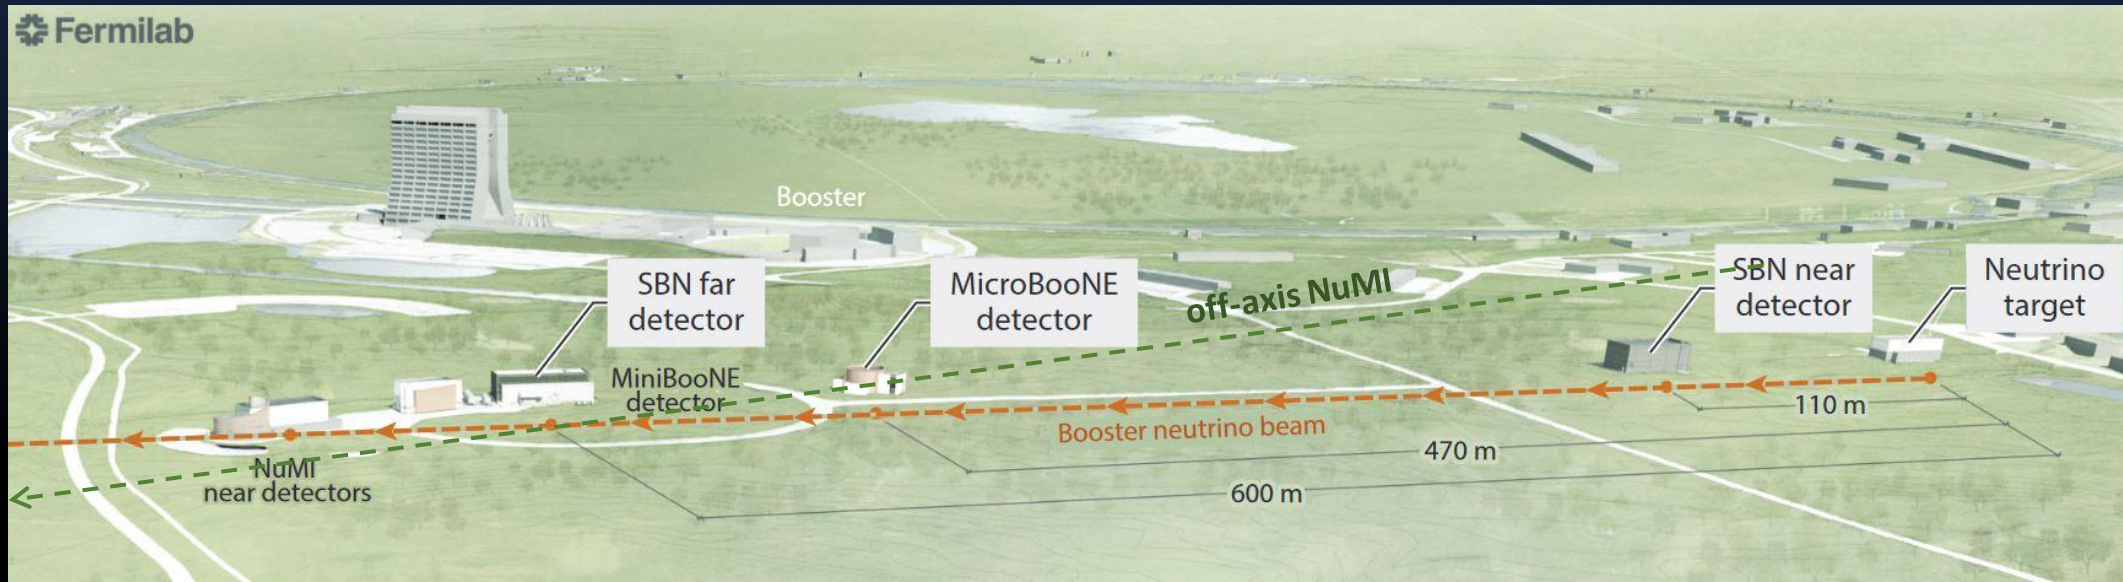 Fermilab
Booster
SBN far
detector
MicroBooNE
detector
off-axis NuMI
SBN near
detector
Neutrino
target
MiniBooNE
detector
110 m
Booster neutrino beam
470 m
NuMI
near detectors
600 m